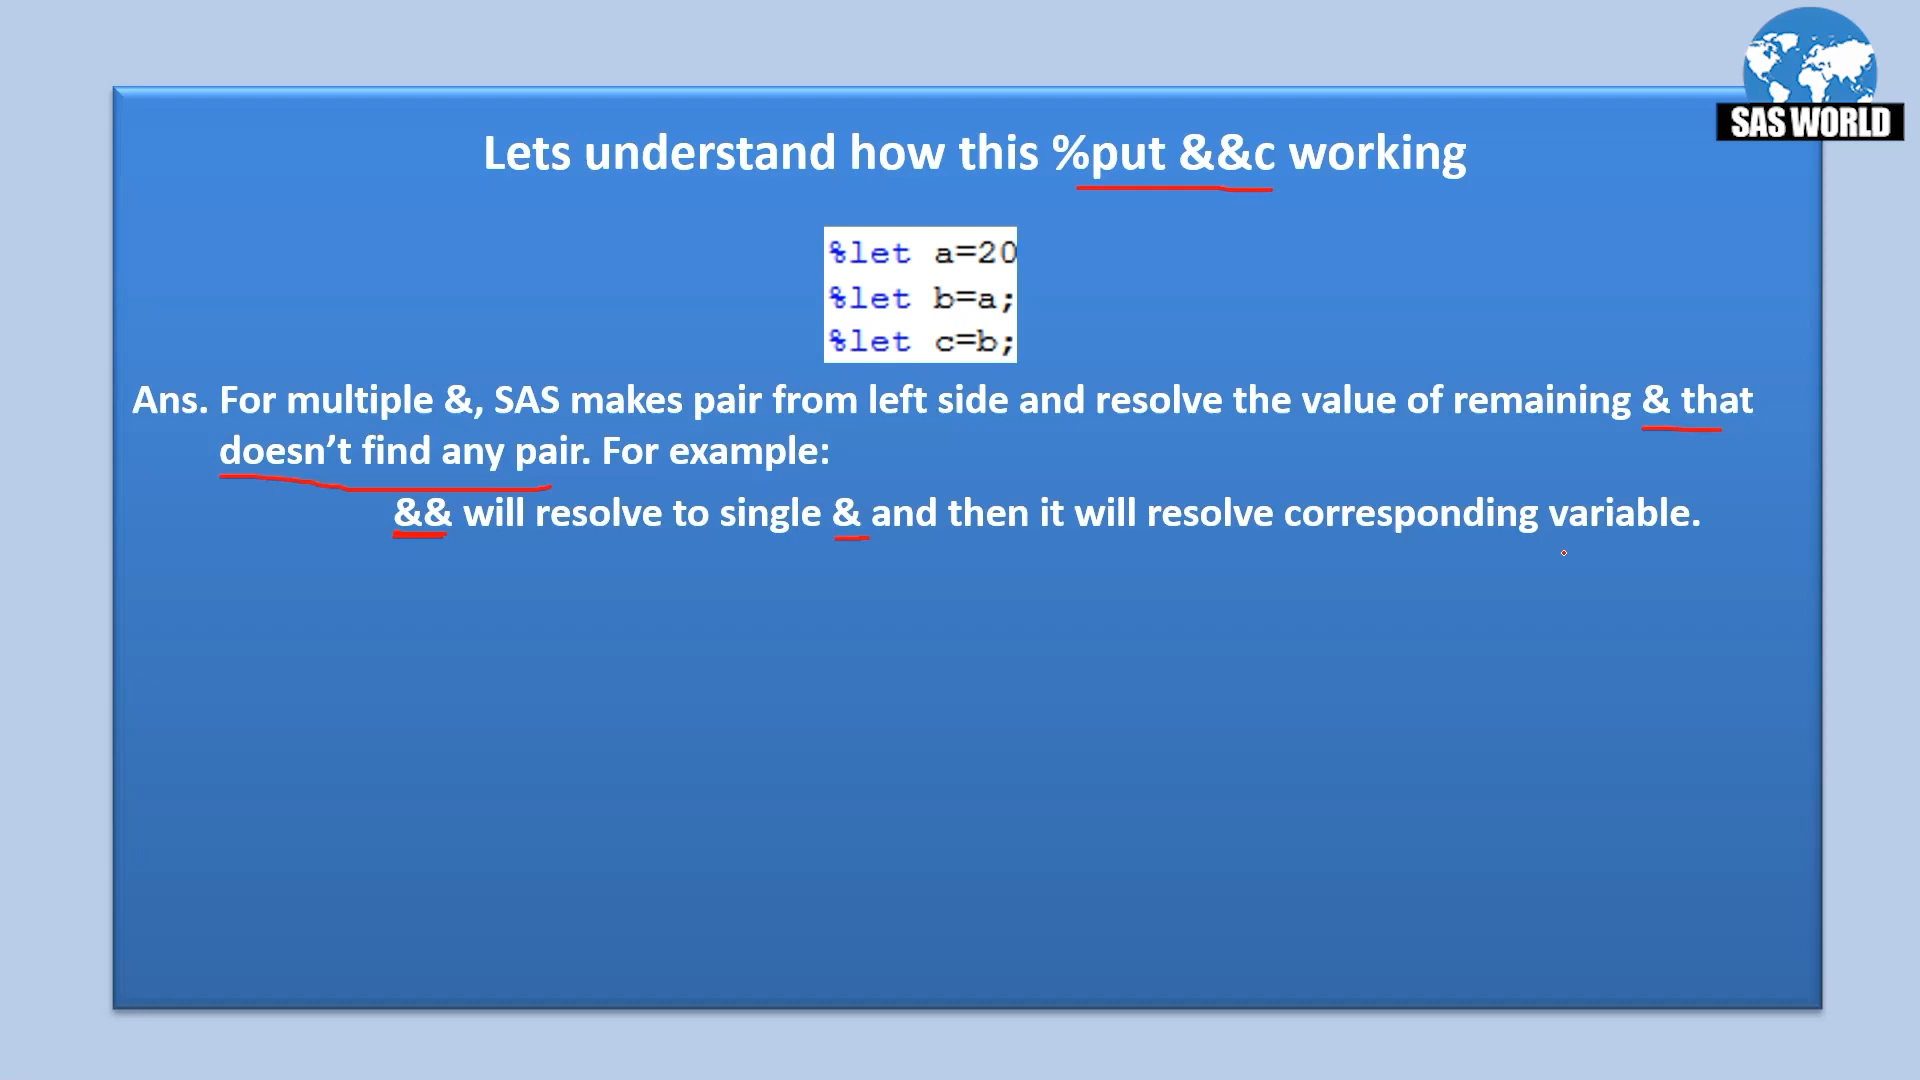 SAS WORLD
Lets understand how this %put &&c working
%let a=20
%let b=a;
%let c=b;
Ans. For multiple &, SAS makes pair from left side and resolve the value of remaining & that
doesn’t find any pair. For example:
&& will resolve to single & and then it will resolve corresponding variable.